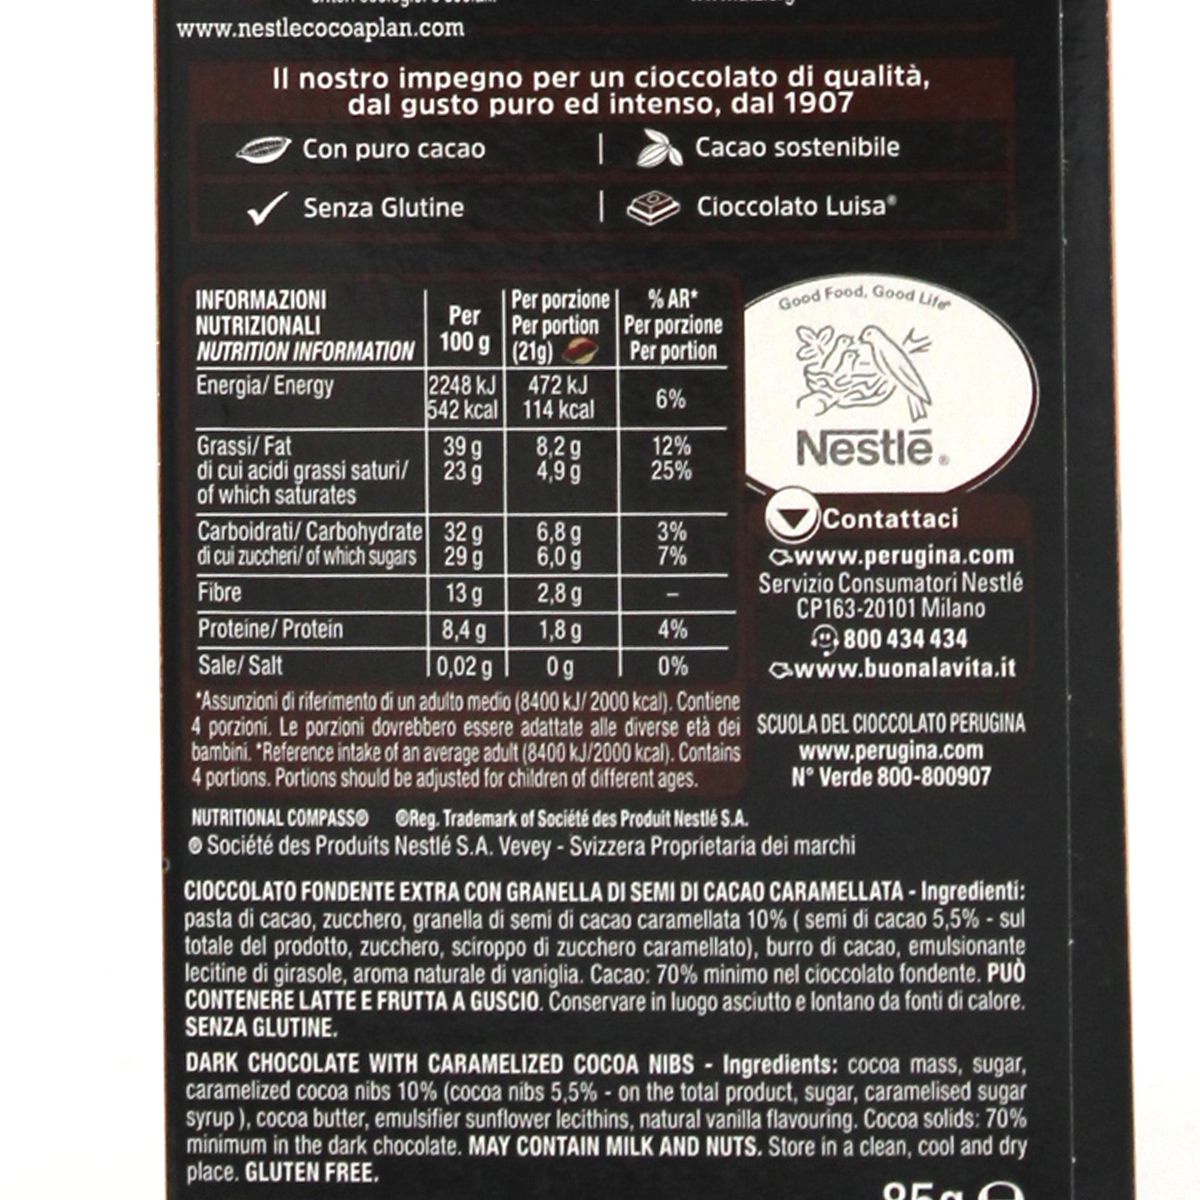 www.nestlecocoaplan.com
Il nostro impegno per un cioccolato di qualità,
dal gusto puro ed intenso, dal 1907
Con puro cacao | Cacao sostenibile
Senza Glutine | Cioccolato Luisa®
INFORMAZIONI
NUTRIZIONALI
NUTRITION INFORMATION
Per
100 g
Per porzione
Per portion
(21g)
% AR*
Per porzione
Per portion
Energia/ Energy 2248 kJ 472 kJ 6%
542 kcal 114 kcal
Grassi/ Fat 39 g 8,2 g 12%
di cui acidi grassi saturi/ 23 g 4,9 g 25%
of which saturates
Carboidrati/ Carbohydrate 32 g 6,8 g 3%
di cui zuccheri/ of which sugars 29 g 6,0 g 7%
Fibre 13 g 2,8 g –
Proteine/ Protein 8,4 g 1,8 g 4%
Sale/ Salt 0,02 g 0 g 0%
*Assunzioni di riferimento di un adulto medio (8400 kJ/ 2000 kcal). Contiene
4 porzioni. Le porzioni dovrebbero essere adattate alle diverse età dei
bambini. *Reference intake of an average adult (8400 kJ/2000 kcal). Contains
4 portions. Portions should be adjusted for children of different ages.
Good Food, Good Life®
Nestlé®
Contattaci
www.perugina.com
Servizio Consumatori Nestlé
CP163-20101 Milano
800 434 434
www.buonalavita.it
SCUOLA DEL CIOCCOLATO PERUGINA
www.perugina.com
N° Verde 800-800907
NUTRITIONAL COMPASS® ®Reg. Trademark of Société des Produit Nestlé S.A.
® Société des Produits Nestlé S.A. Vevey - Svizzera Proprietaria dei marchi
CIOCCOLATO FONDENTE EXTRA CON GRANELLA DI SEMI DI CACAO CARAMELLATA - Ingredienti:
pasta di cacao, zucchero, granella di semi di cacao caramellata 10% ( semi di cacao 5,5% - sul
totale del prodotto, zucchero, sciroppo di zucchero caramellato), burro di cacao, emulsionante
lecitine di girasole, aroma naturale di vaniglia. Cacao: 70% minimo nel cioccolato fondente. PUÒ
CONTENERE LATTE E FRUTTA A GUSCIO. Conservare in luogo asciutto e lontano da fonti di calore.
SENZA GLUTINE.
DARK CHOCOLATE WITH CARAMELIZED COCOA NIBS - Ingredients: cocoa mass, sugar,
caramelized cocoa nibs 10% (cocoa nibs 5,5% - on the total product, sugar, caramelised sugar
syrup ), cocoa butter, emulsifier sunflower lecithins, natural vanilla flavouring. Cocoa solids: 70%
minimum in the dark chocolate. MAY CONTAIN MILK AND NUTS. Store in a clean, cool and dry
place. GLUTEN FREE.